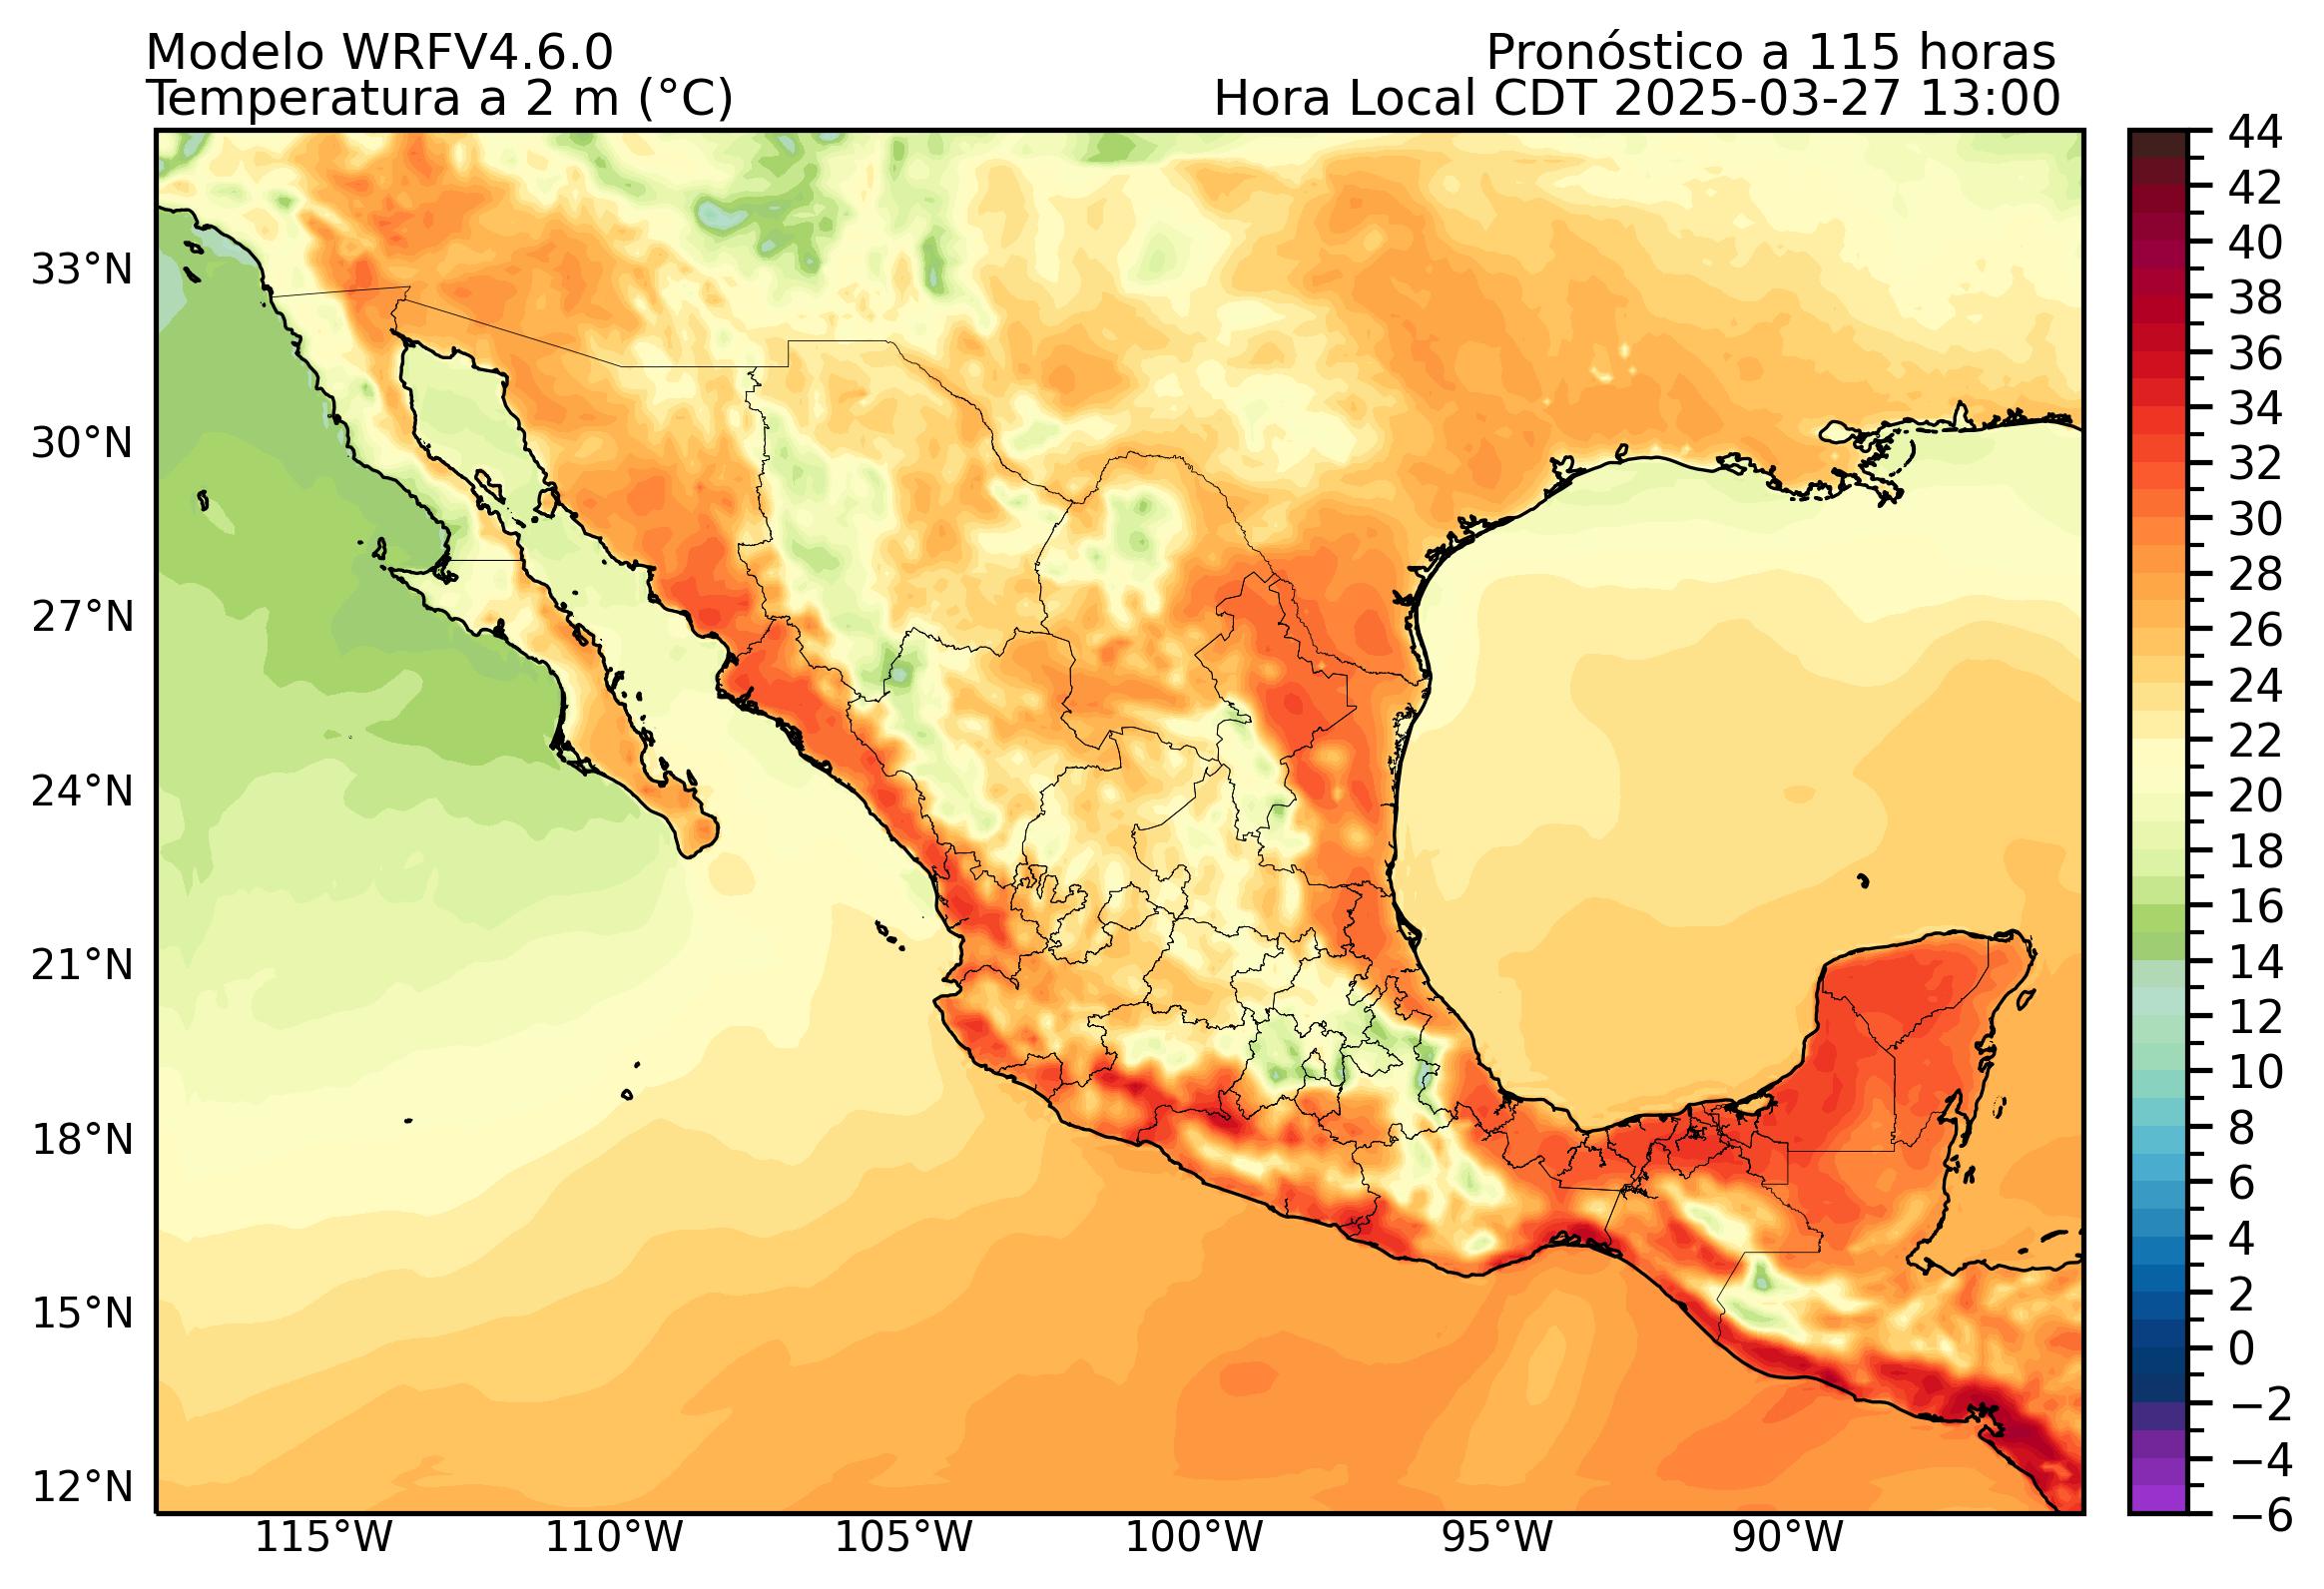 Modelo WRFV4.6.0
Pronóstico a 115 horas
Temperatura a 2 m (°C)
Hora Local CDT 2025-03-27 13:00
44
42
40
38
36
34
32
30
28
26
24
22
20
18
16
14
12
10
8
6
4
2
0
−2
−4
−6
33°N
30°N
27°N
24°N
21°N
18°N
15°N
12°N
115°W 110°W 105°W 100°W 95°W 90°W